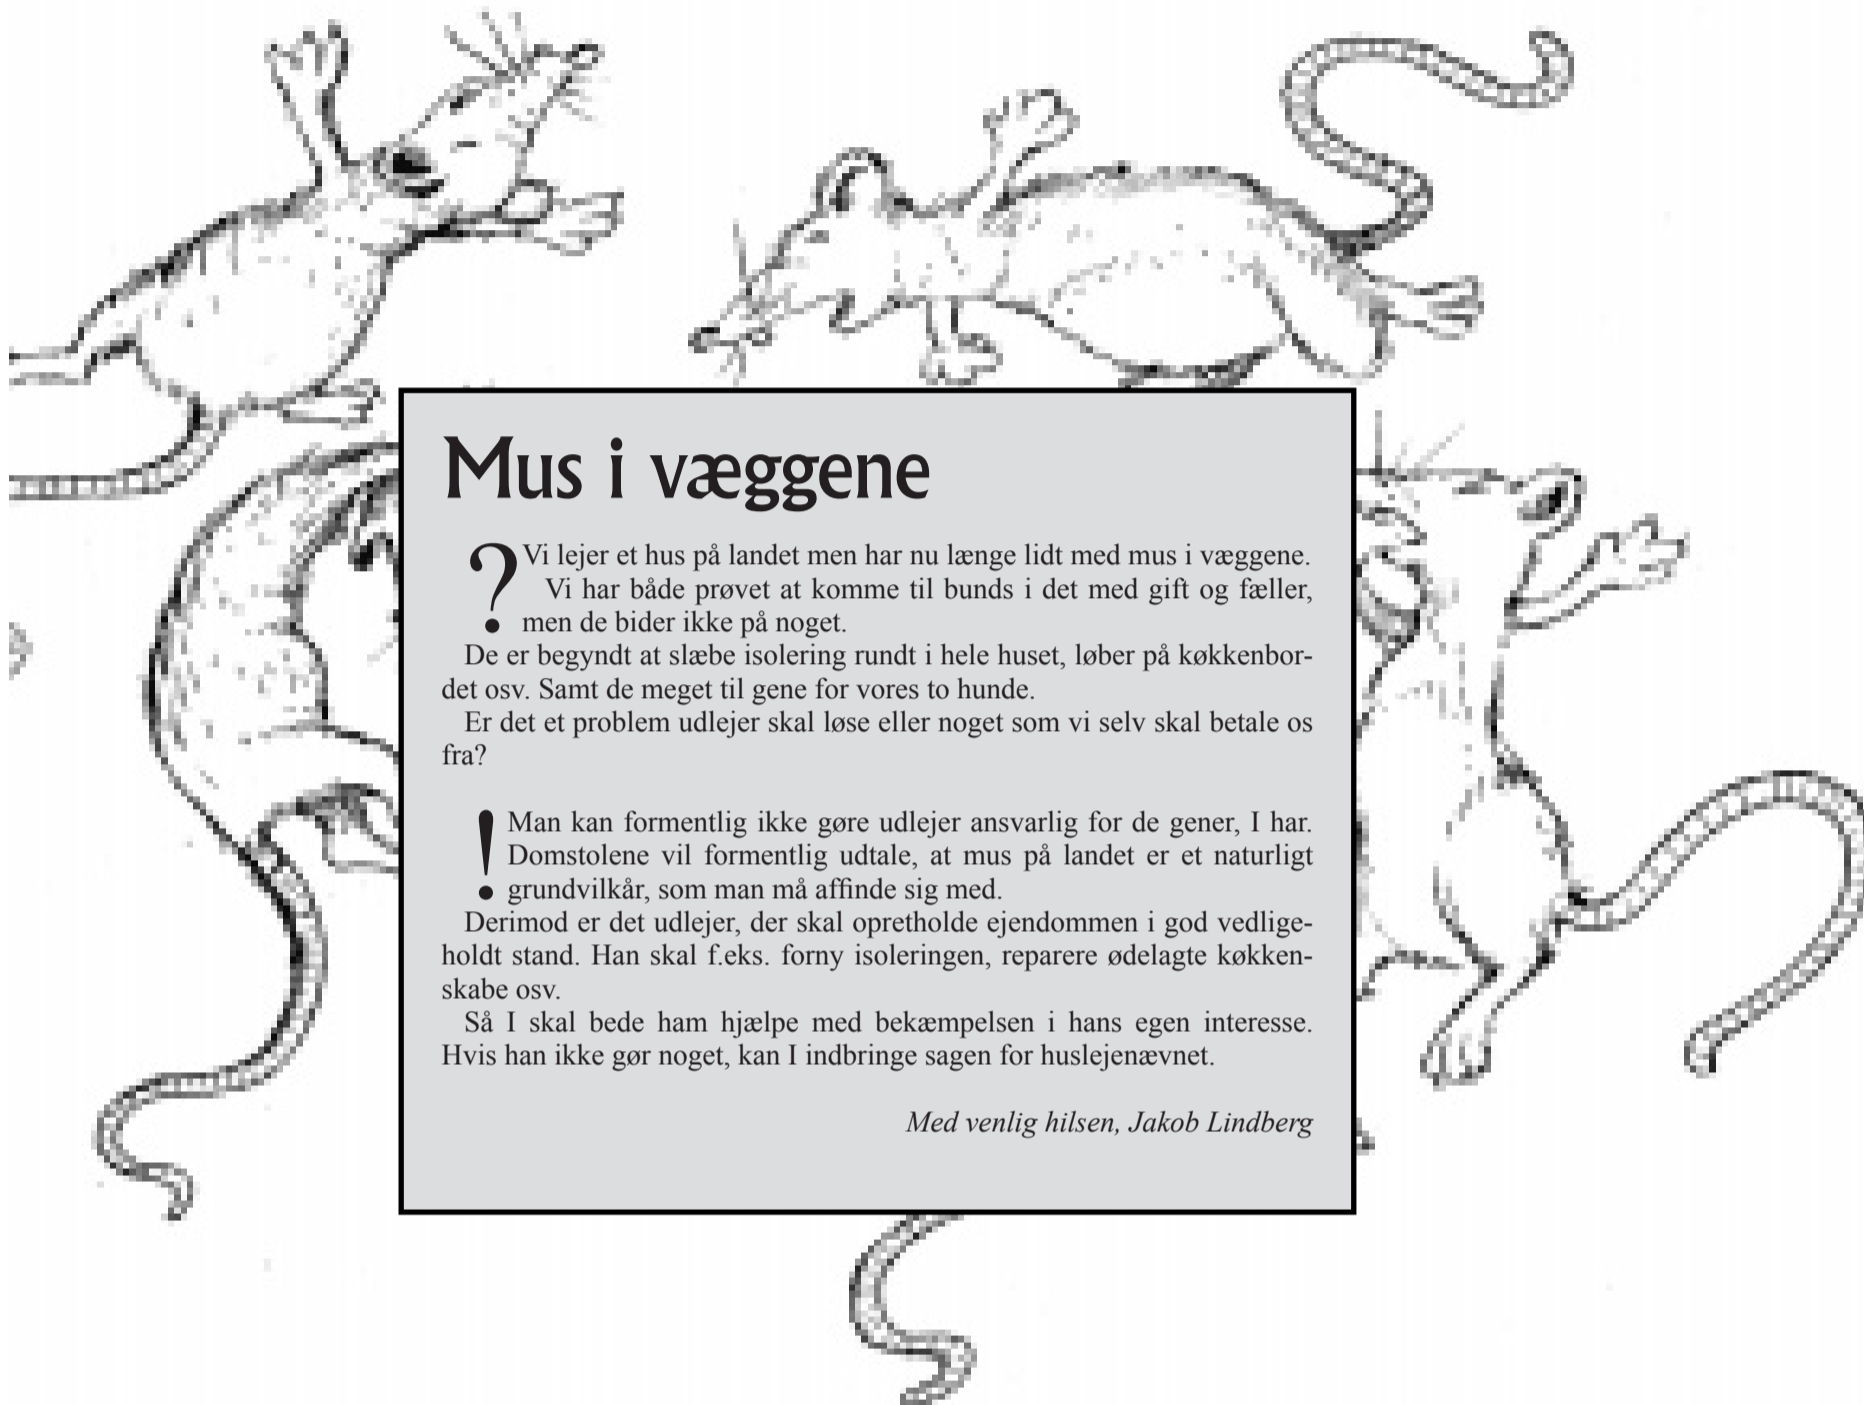 Mus i væggene
? Vi lejer et hus på landet men har nu længe lidt med mus i væggene.
Vi har både prøvet at komme til bunds i det med gift og fæller,
men de bider ikke på noget.
De er begyndt at slæbe isolering rundt i hele huset, løber på køkkenbor-
det osv. Samt de meget til gene for vores to hunde.
Er det et problem udlejer skal løse eller noget som vi selv skal betale os
fra?
! Man kan formentlig ikke gøre udlejer ansvarlig for de gener, I har.
Domstolene vil formentlig udtale, at mus på landet er et naturligt
grundvilkår, som man må affinde sig med.
Derimod er det udlejer, der skal opretholde ejendommen i god vedlige-
holdt stand. Han skal f.eks. forny isoleringen, reparere ødelagte køkken-
skabe osv.
Så I skal bede ham hjælpe med bekæmpelsen i hans egen interesse.
Hvis han ikke gør noget, kan I indbringe sagen for huslejenævnet.
Med venlig hilsen, Jakob Lindberg